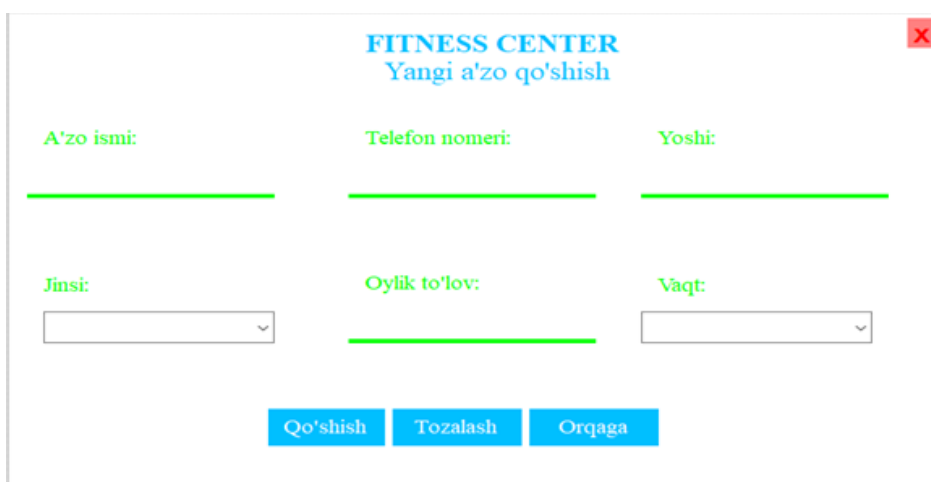 FITNESS CENTER
X
Yangi a'zo qo'shish
A'zo ismi: Telefon nomeri: Yoshi:
Jinsi: Oylik to'lov: Vaqt:
Qo'shish Tozalash Orqaga